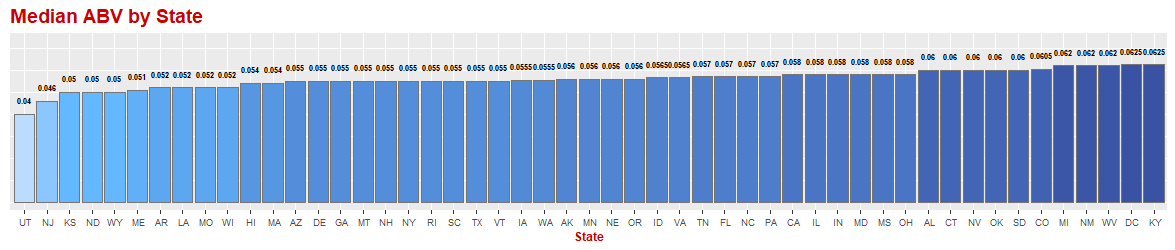 Median ABV by State
0.04 0.046 0.05 0.05 0.05 0.051 0.052 0.052 0.052 0.052 0.054 0.054 0.055 0.055 0.055 0.055 0.055 0.055 0.055 0.055 0.055 0.055 0.0555 0.0555 0.056 0.056 0.056 0.056 0.0565 0.0565 0.057 0.057 0.057 0.057 0.058 0.058 0.058 0.058 0.058 0.058 0.06 0.06 0.06 0.06 0.06 0.0605 0.062 0.062 0.062 0.0625 0.0625
UT NJ KS ND WY ME AR LA MO WI HI MA AZ DE GA MT NH NY RI SC TX VT IA WA AK MN NE OR ID VA TN FL NC PA CA IL IN MD MS OH AL CT NV OK SD CO MI NM WV DC KY
State